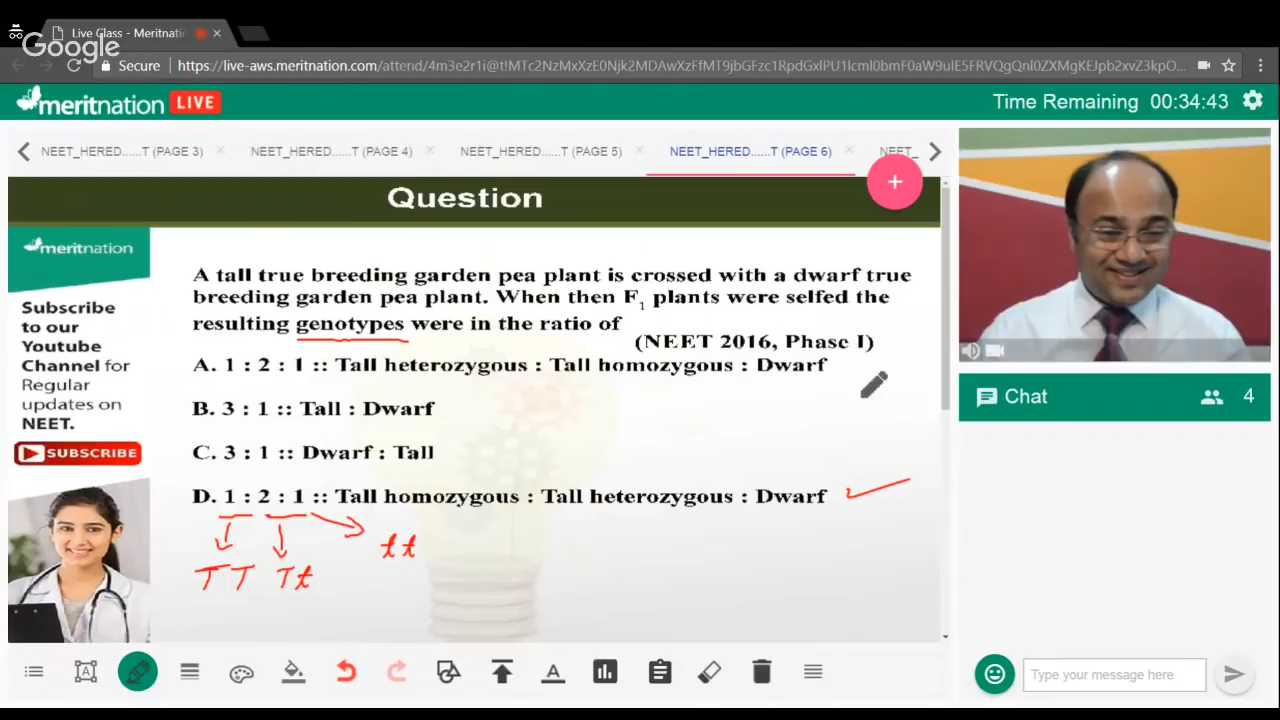 Live Class - Meritnati
Google
Secure
https://live-aws.meritnation.com/attend/4m3e2r1i@t!MTc2NzMxXzE0Njk2MDAwXzFfMT9jbGFzc1RpdGxlPU1lcml0bmF0aW9uIE5FRVQgQnl0ZXMgKEJpb2xvZ3kpO...
meritnation LIVE
Time Remaining 00:34:43
NEET_HERED......T (PAGE 3)
NEET_HERED......T (PAGE 4)
NEET_HERED......T (PAGE 5)
NEET_HERED......T (PAGE 6)
NEET_
Question
meritnation
Subscribe
to our
Youtube
Channel for
Regular
updates on
NEET.
SUBSCRIBE
A tall true breeding garden pea plant is crossed with a dwarf true
breeding garden pea plant. When then F1 plants were selfed the
resulting genotypes were in the ratio of
(NEET 2016, Phase I)
A. 1 : 2 : 1 :: Tall heterozygous : Tall homozygous : Dwarf
B. 3 : 1 :: Tall : Dwarf
C. 3 : 1 :: Dwarf : Tall
D. 1 : 2 : 1 :: Tall homozygous : Tall heterozygous : Dwarf
tt
TT Tt
Chat
4
Type your message here